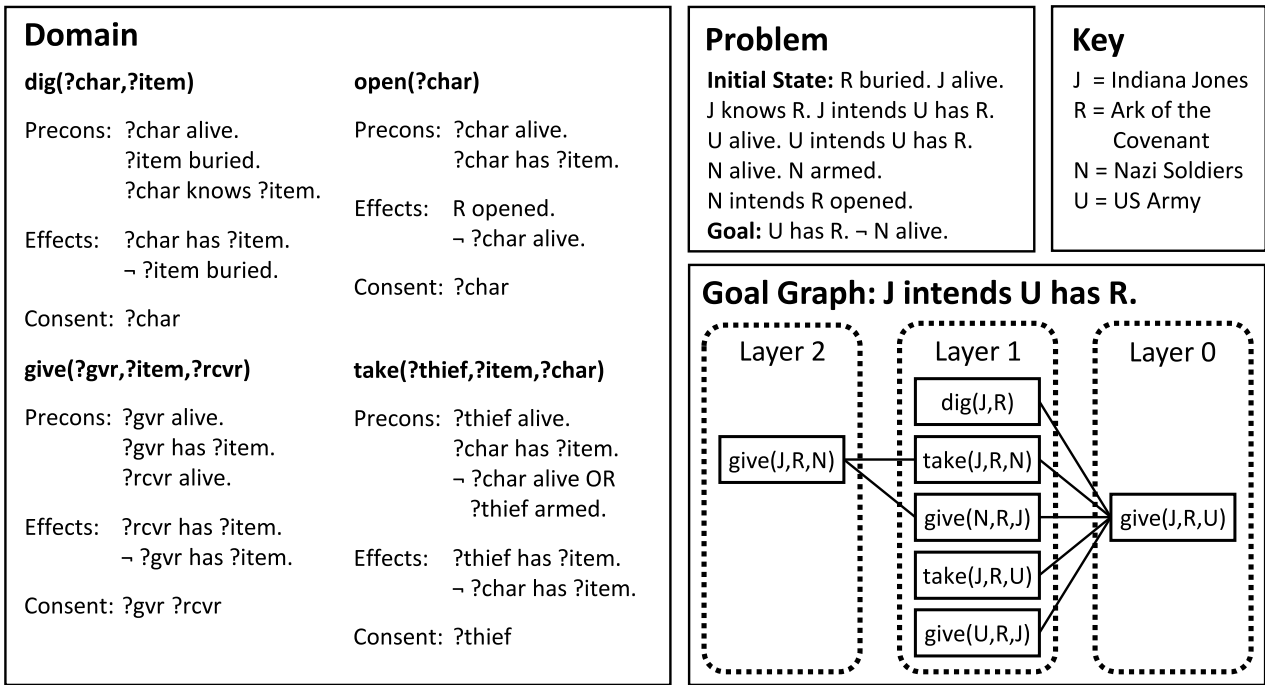 Domain
dig(?char,?item)
Precons: ?char alive.
?item buried.
?char knows ?item.
Effects: ?char has ?item.
¬ ?item buried.
Consent: ?char
open(?char)
Precons: ?char alive.
?char has ?item.
Effects: R opened.
¬ ?char alive.
Consent: ?char
give(?gvr,?item,?rcvr)
Precons: ?gvr alive.
?gvr has ?item.
?rcvr alive.
Effects: ?rcvr has ?item.
¬ ?gvr has ?item.
Consent: ?gvr ?rcvr
take(?thief,?item,?char)
Precons: ?thief alive.
?char has ?item.
¬ ?char alive OR
?thief armed.
Effects: ?thief has ?item.
¬ ?char has ?item.
Consent: ?thief
Problem
Initial State: R buried. J alive.
J knows R. J intends U has R.
U alive. U intends U has R.
N alive. N armed.
N intends R opened.
Goal: U has R. ¬ N alive.
Key
J = Indiana Jones
R = Ark of the
Covenant
N = Nazi Soldiers
U = US Army
Goal Graph: J intends U has R.
Layer 2
give(J,R,N)
Layer 1
dig(J,R)
take(J,R,N)
give(N,R,J)
take(J,R,U)
give(U,R,J)
Layer 0
give(J,R,U)